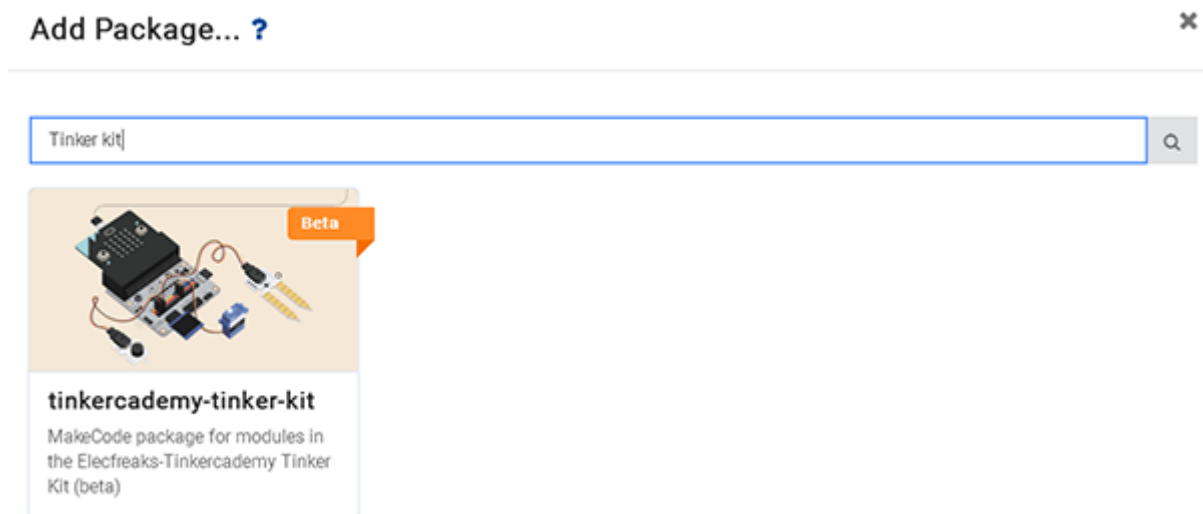 Add Package... ?
Tinker kit
Beta
tinkercademy-tinker-kit
MakeCode package for modules in
the Elecfreaks-Tinkercademy Tinker
Kit (beta)